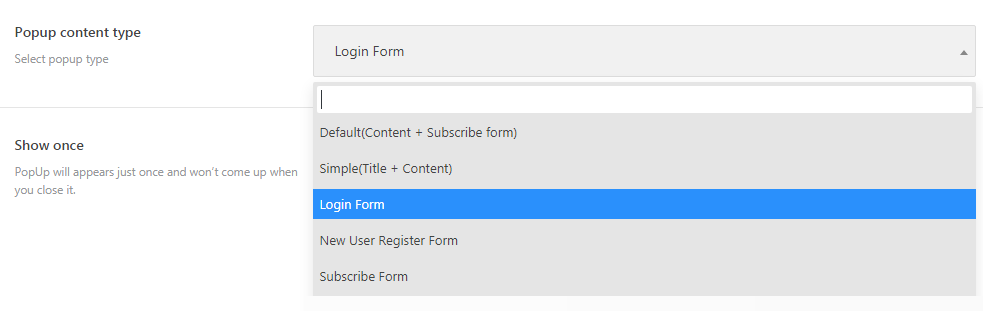 Popup content type
Select popup type
Login Form
Default(Content + Subscribe form)
Simple(Title + Content)
Login Form
New User Register Form
Subscribe Form
Show once
PopUp will appears just once and won't come up when
you close it.